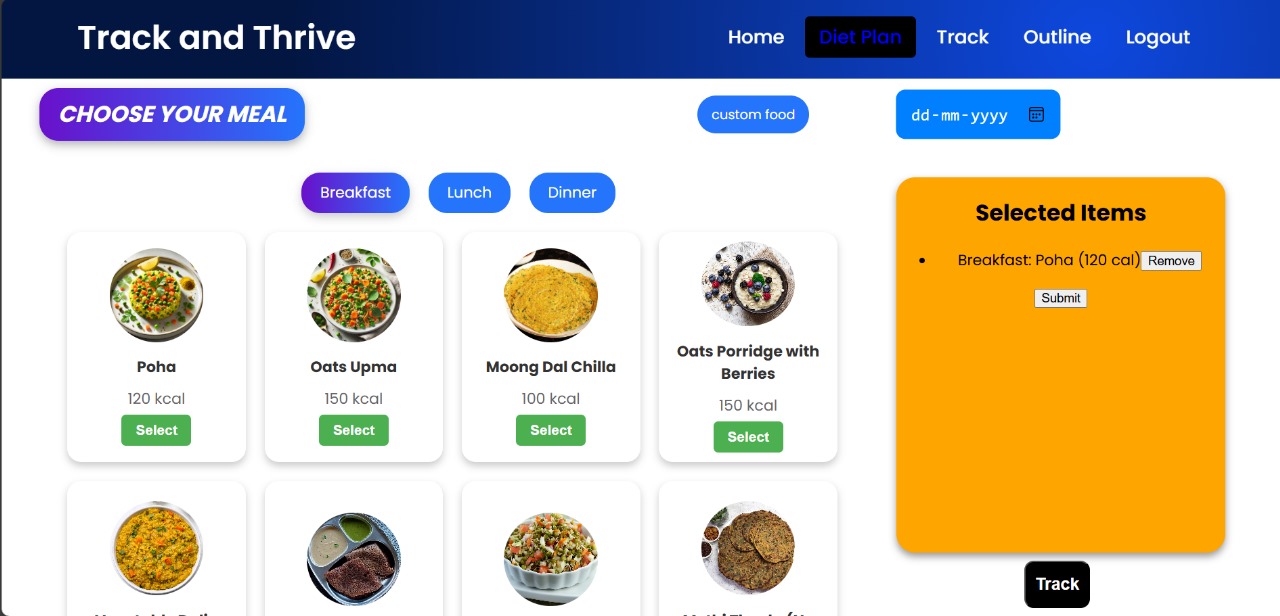 Track and Thrive
Home
Diet Plan
Track
Outline
Logout
CHOOSE YOUR MEAL
custom food
dd-mm-yyyy
Breakfast
Lunch
Dinner
Selected Items
Breakfast: Poha (120 cal)
Remove
Submit
Poha
120 kcal
Select
Oats Upma
150 kcal
Select
Moong Dal Chilla
100 kcal
Select
Oats Porridge with
Berries
150 kcal
Select
Track